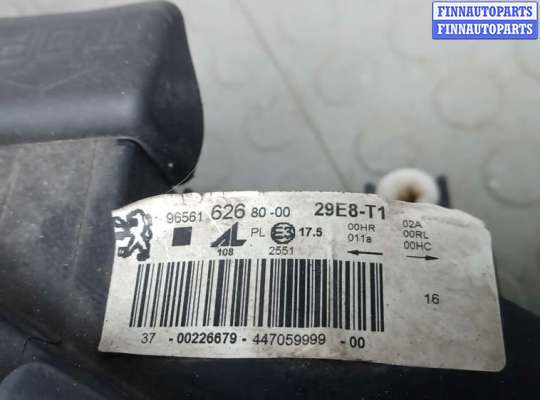 FINNAUTOPARTS
FINNAUTOPARTS
96561 626 80-00 29E8-T1
AL PL E3 17.5 00HR 02A
011a 00RL
108 2551 00HC
16
37 -00226679- 447059999 -00